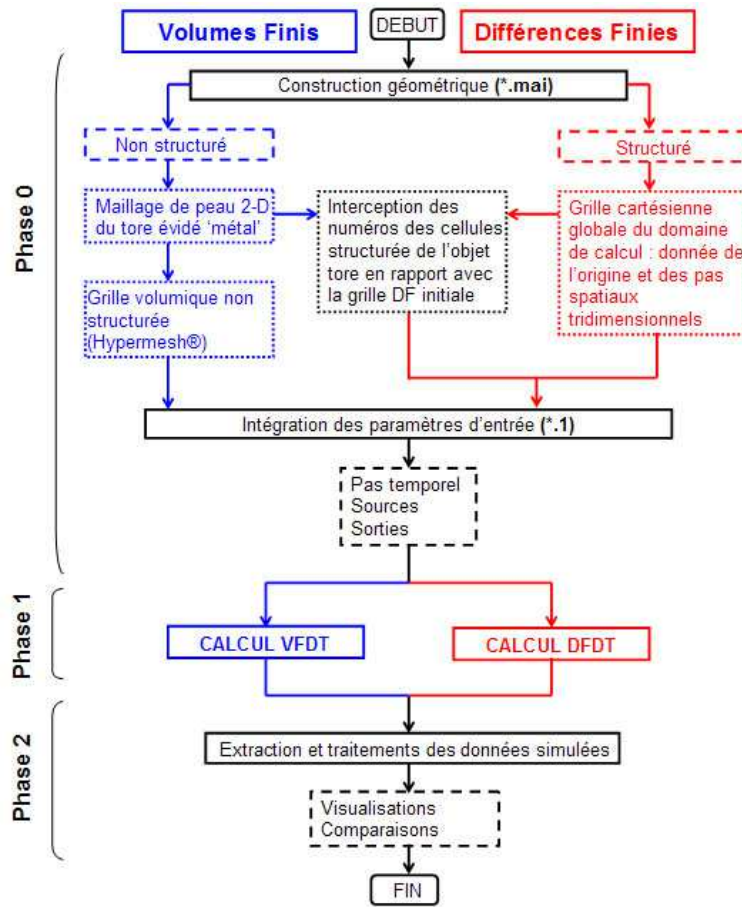 Volumes Finis
DEBUT
Différences Finies
Construction géométrique (*.mai)
Non structuré
Structuré
Phase 0
Maillage de peau 2-D
du tore évidé ‘métal’
Interception des
numéros des cellules
structurée de l’objet
tore en rapport avec
la grille DF initiale
Grille cartésienne
globale du domaine
de calcul : donnée de
l’origine et des pas
spatiaux
tridimensionnels
Grille volumique non
structurée
(Hypermesh®)
Intégration des paramètres d’entrée (*.1)
Pas temporel
Sources
Sorties
Phase 1
CALCUL VFDT
CALCUL DFDT
Phase 2
Extraction et traitements des données simulées
Visualisations
Comparaisons
FIN